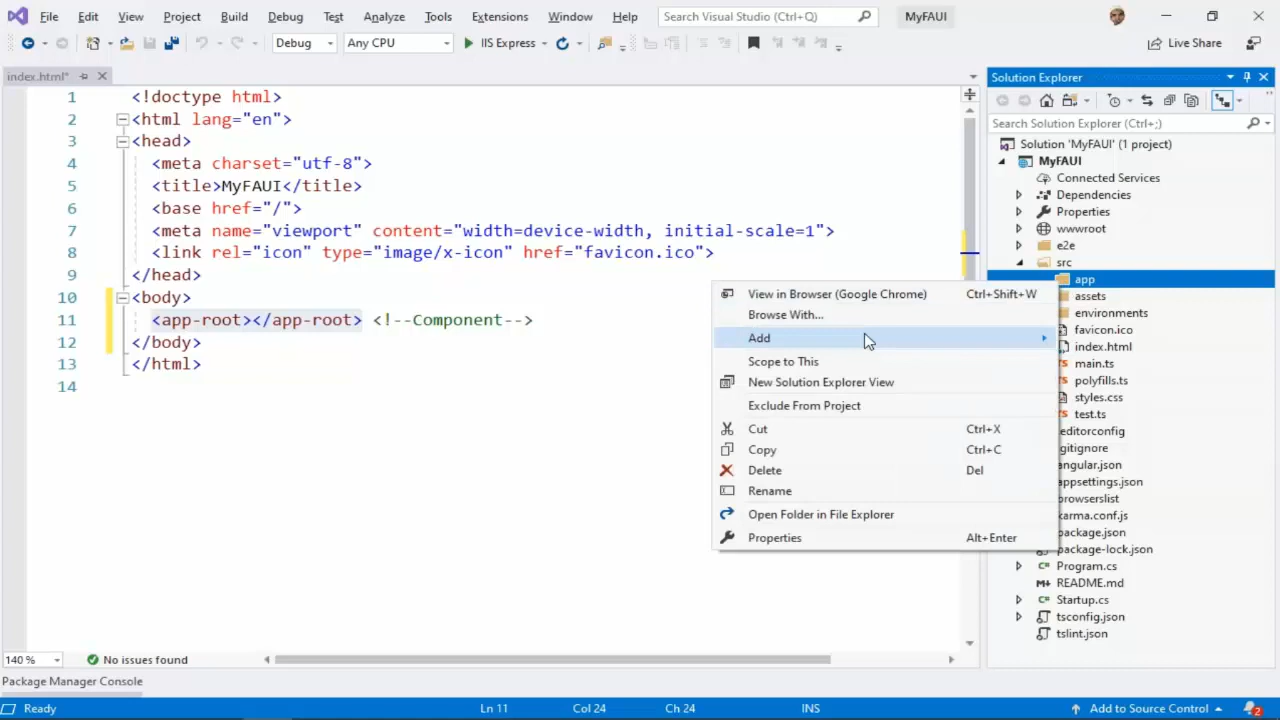 File Edit View Project Build Debug Test Analyze Tools Extensions Window Help Search Visual Studio (Ctrl+Q) MyFAUI
Debug Any CPU IIS Express Live Share
index.html*
1 <!doctype html>
2 <html lang="en">
3 <head>
4 <meta charset="utf-8">
5 <title>MyFAUI</title>
6 <base href="/">
7 <meta name="viewport" content="width=device-width, initial-scale=1">
8 <link rel="icon" type="image/x-icon" href="favicon.ico">
9 </head>
10 <body>
11 <app-root></app-root> <!--Component-->
12 </body>
13 </html>
14
View in Browser (Google Chrome) Ctrl+Shift+W
Browse With...
Add
Scope to This
New Solution Explorer View
Exclude From Project
Cut Ctrl+X
Copy Ctrl+C
Delete Del
Rename
Open Folder in File Explorer
Properties Alt+Enter
Solution Explorer
Search Solution Explorer (Ctrl+;)
Solution 'MyFAUI' (1 project)
MyFAUI
Connected Services
Dependencies
Properties
wwwroot
e2e
src
app
assets
environments
favicon.ico
index.html
main.ts
polyfills.ts
styles.css
test.ts
editorconfig
gitignore
angular.json
appsettings.json
browserslist
karma.conf.js
package.json
package-lock.json
C# Program.cs
M+ README.md
C# Startup.cs
tsconfig.json
tslint.json
140 % No issues found
Package Manager Console
Ready Ln 11 Col 24 Ch 24 INS Add to Source Control 2